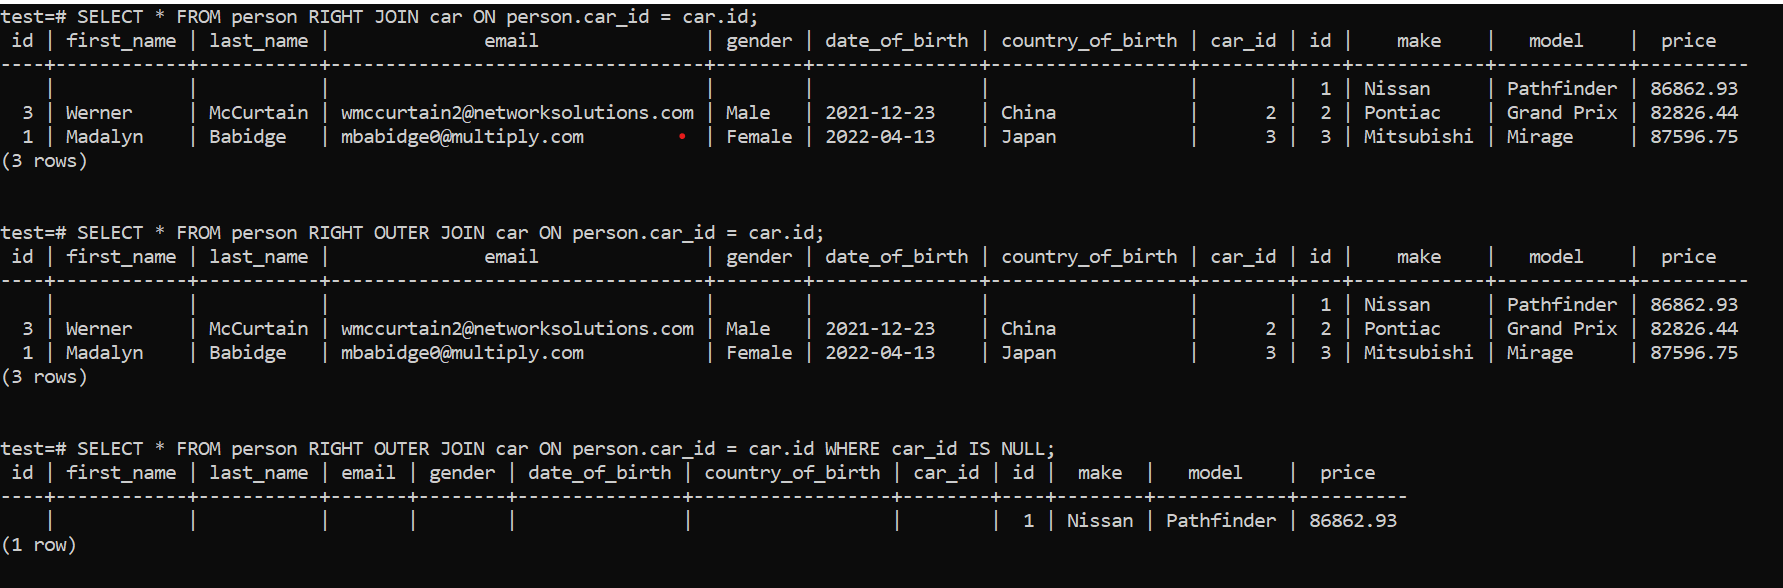 test=# SELECT * FROM person RIGHT JOIN car ON person.car_id = car.id;
 id | first_name | last_name |              email               | gender | date_of_birth | country_of_birth | car_id | id |    make    |   model    |  price
----+------------+-----------+----------------------------------+--------+---------------+------------------+--------+----+------------+------------+----------
    |            |           |                                  |        |               |                  |        |  1 | Nissan     | Pathfinder | 86862.93
  3 | Werner     | McCurtain | wmccurtain2@networksolutions.com | Male   | 2021-12-23    | China            |      2 |  2 | Pontiac    | Grand Prix | 82826.44
  1 | Madalyn    | Babidge   | mbabidge0@multiply.com           | Female | 2022-04-13    | Japan            |      3 |  3 | Mitsubishi | Mirage     | 87596.75
(3 rows)
test=# SELECT * FROM person RIGHT OUTER JOIN car ON person.car_id = car.id;
 id | first_name | last_name |              email               | gender | date_of_birth | country_of_birth | car_id | id |    make    |   model    |  price
----+------------+-----------+----------------------------------+--------+---------------+------------------+--------+----+------------+------------+----------
    |            |           |                                  |        |               |                  |        |  1 | Nissan     | Pathfinder | 86862.93
  3 | Werner     | McCurtain | wmccurtain2@networksolutions.com | Male   | 2021-12-23    | China            |      2 |  2 | Pontiac    | Grand Prix | 82826.44
  1 | Madalyn    | Babidge   | mbabidge0@multiply.com           | Female | 2022-04-13    | Japan            |      3 |  3 | Mitsubishi | Mirage     | 87596.75
(3 rows)
test=# SELECT * FROM person RIGHT OUTER JOIN car ON person.car_id = car.id WHERE car_id IS NULL;
 id | first_name | last_name | email | gender | date_of_birth | country_of_birth | car_id | id |  make  |   model    |  price
----+------------+-----------+-------+--------+---------------+------------------+--------+----+--------+------------+----------
    |            |           |       |        |               |                  |        |  1 | Nissan | Pathfinder | 86862.93
(1 row)